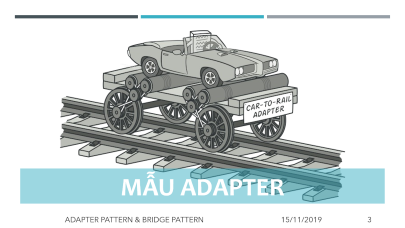 CAR-TO-RAIL
ADAPTER
MẪU ADAPTER
ADAPTER PATTERN & BRIDGE PATTERN 15/11/2019 3